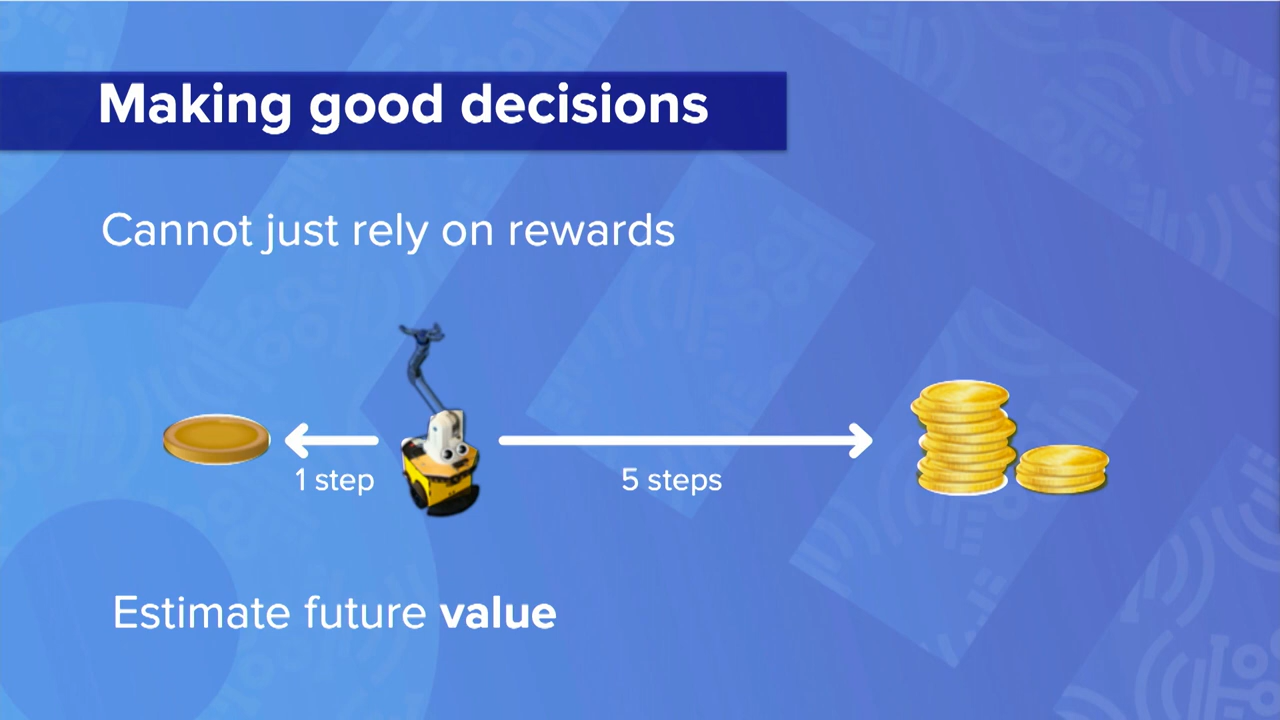 Making good decisions
Cannot just rely on rewards
1 step
5 steps
Estimate future value